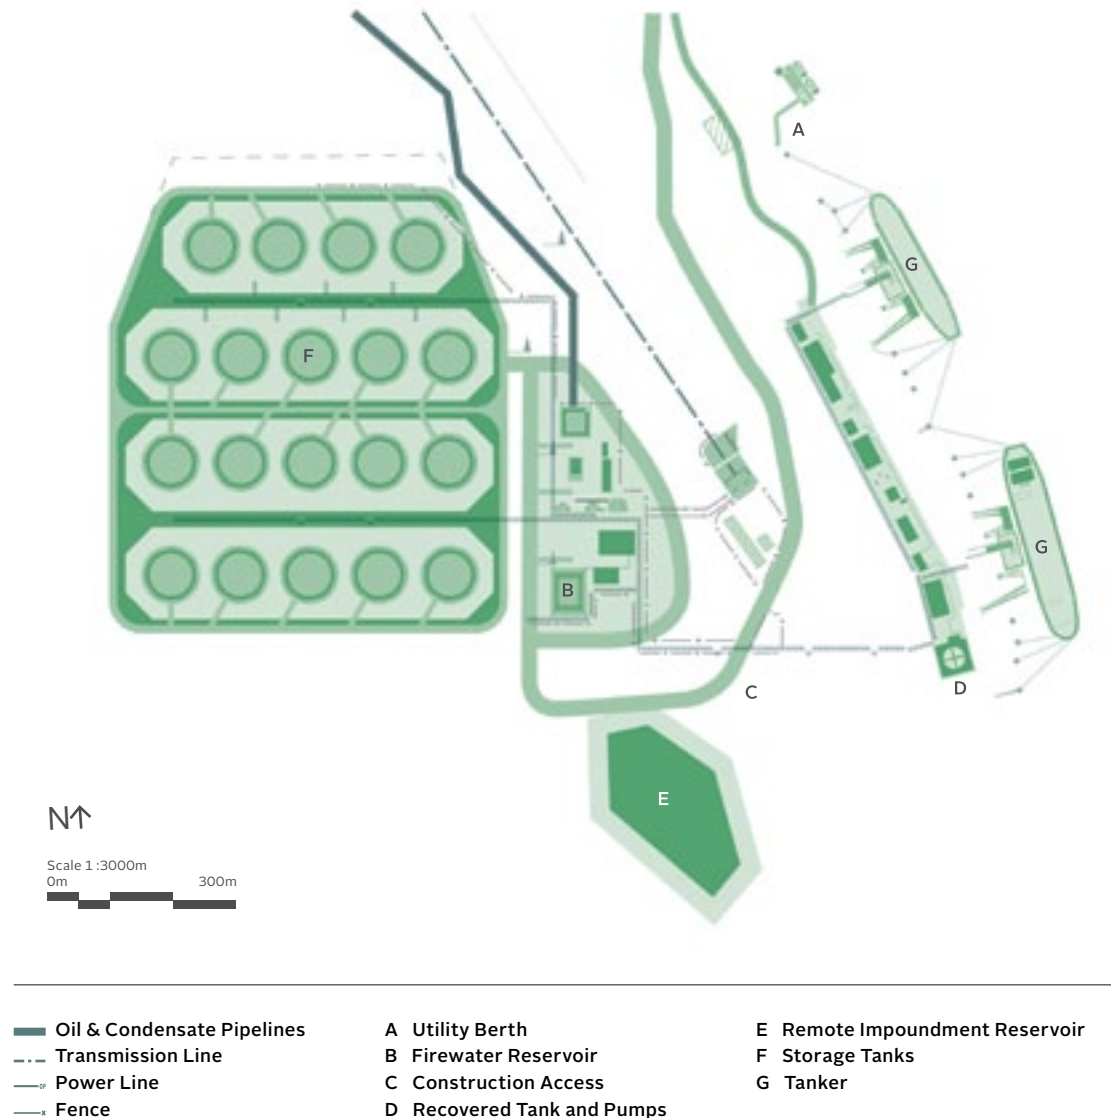 A
G
F
G
B
D
C
E
N↑
Scale 1 :3000m
0m 300m
Oil & Condensate Pipelines
Transmission Line
Power Line
Fence
A Utility Berth
B Firewater Reservoir
C Construction Access
D Recovered Tank and Pumps
E Remote Impoundment Reservoir
F Storage Tanks
G Tanker